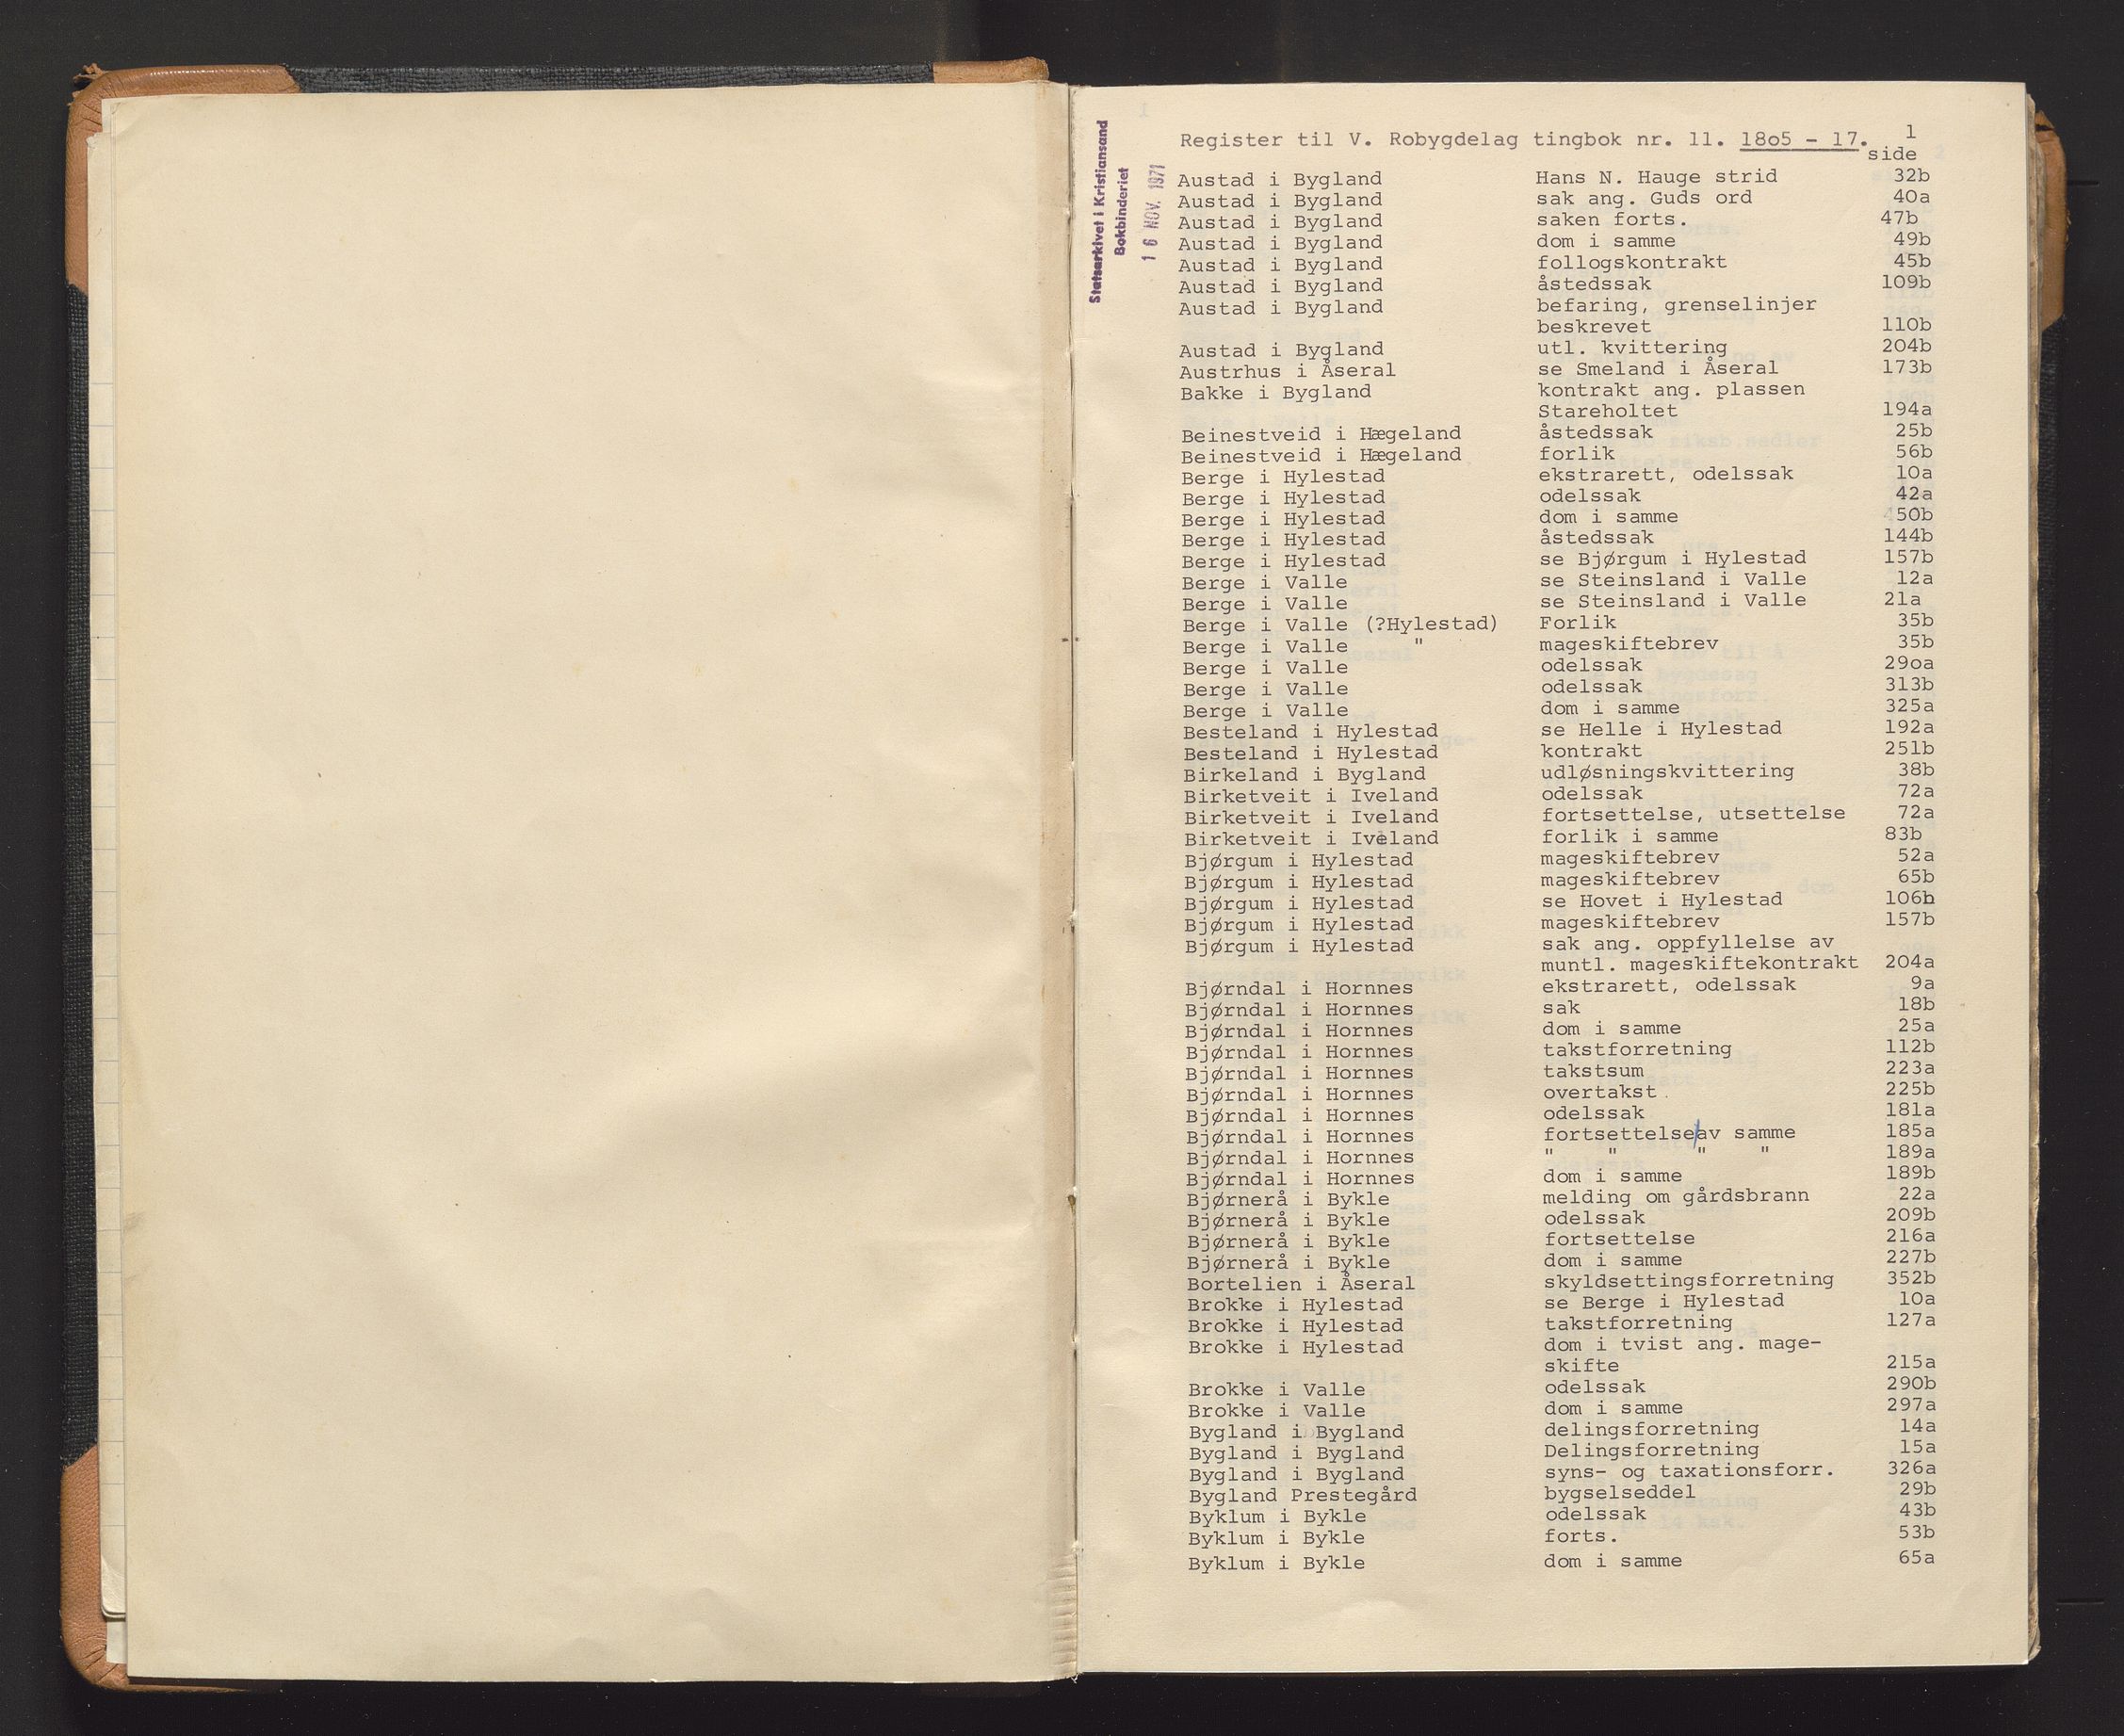 Statsarkivet i Kristiansand
Bokbinderiet
16 NOV. 1971
1
Register til V. Robygdelag tingbok nr. 11. 18o5 - 17.
side
Austad i Bygland Hans N. Hauge strid 32b
Austad i Bygland sak ang. Guds ord 40a
Austad i Bygland saken forts. 47b
Austad i Bygland dom i samme 49b
Austad i Bygland follogskontrakt 45b
Austad i Bygland åstedssak 109b
Austad i Bygland befaring, grenselinjer
beskrevet 110b
Austad i Bygland utl. kvittering 204b
Austrhus i Åseral se Smeland i Åseral 173b
Bakke i Bygland kontrakt ang. plassen
Stareholtet 194a
Beinestveid i Hægeland åstedssak 25b
Beinestveid i Hægeland forlik 56b
Berge i Hylestad ekstrarett, odelssak 10a
Berge i Hylestad odelssak 42a
Berge i Hylestad dom i samme 50b
Berge i Hylestad åstedssak 144b
Berge i Hylestad se Bjørgum i Hylestad 157b
Berge i Valle se Steinsland i Valle 12a
Berge i Valle se Steinsland i Valle 21a
Berge i Valle (?Hylestad) Forlik 35b
Berge i Valle " mageskiftebrev 35b
Berge i Valle odelssak 29oa
Berge i Valle odelssak 313b
Berge i Valle dom i samme 325a
Besteland i Hylestad se Helle i Hylestad 192a
Besteland i Hylestad kontrakt 251b
Birkeland i Bygland udløsningskvittering 38b
Birketveit i Iveland odelssak 72a
Birketveit i Iveland fortsettelse, utsettelse 72a
Birketveit i Iveland forlik i samme 83b
Bjørgum i Hylestad mageskiftebrev 52a
Bjørgum i Hylestad mageskiftebrev 65b
Bjørgum i Hylestad se Hovet i Hylestad 106b
Bjørgum i Hylestad mageskiftebrev 157b
Bjørgum i Hylestad sak ang. oppfyllelse av
muntl. mageskiftekontrakt 204a
Bjørndal i Hornnes ekstrarett, odelssak 9a
Bjørndal i Hornnes sak 18b
Bjørndal i Hornnes dom i samme 25a
Bjørndal i Hornnes takstforretning 112b
Bjørndal i Hornnes takstsum 223a
Bjørndal i Hornnes overtakst 225b
Bjørndal i Hornnes odelssak 181a
Bjørndal i Hornnes fortsettelse/av samme 185a
Bjørndal i Hornnes " " " " 189a
Bjørndal i Hornnes dom i samme 189b
Bjørnerå i Bykle melding om gårdsbrann 22a
Bjørnerå i Bykle odelssak 209b
Bjørnerå i Bykle fortsettelse 216a
Bjørnerå i Bykle dom i samme 227b
Bortelien i Åseral skyldsettingsforretning 352b
Brokke i Hylestad se Berge i Hylestad 10a
Brokke i Hylestad takstforretning 127a
Brokke i Hylestad dom i tvist ang. mage-
skifte 215a
Brokke i Valle odelssak 290b
Brokke i Valle dom i samme 297a
Bygland i Bygland delingsforretning 14a
Bygland i Bygland Delingsforretning 15a
Bygland i Bygland syns- og taxationsforr. 326a
Bygland Prestegård bygselseddel 29b
Byklum i Bykle odelssak 43b
Byklum i Bykle forts. 53b
Byklum i Bykle dom i samme 65a